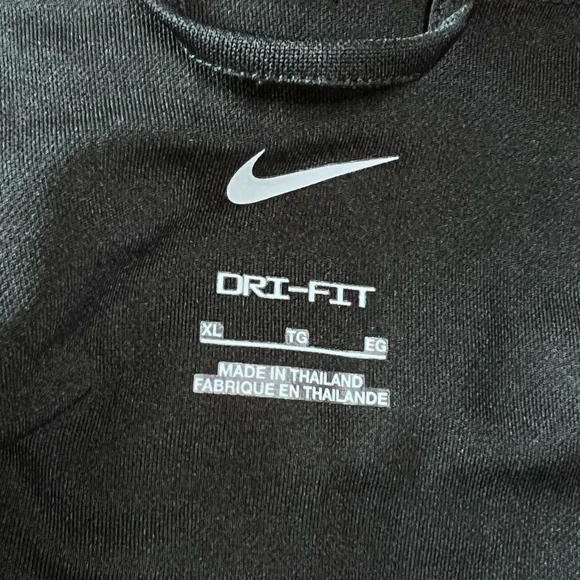 DRI-FIT
XL TG EG
MADE IN THAILAND
FABRIQUE EN THAILANDE